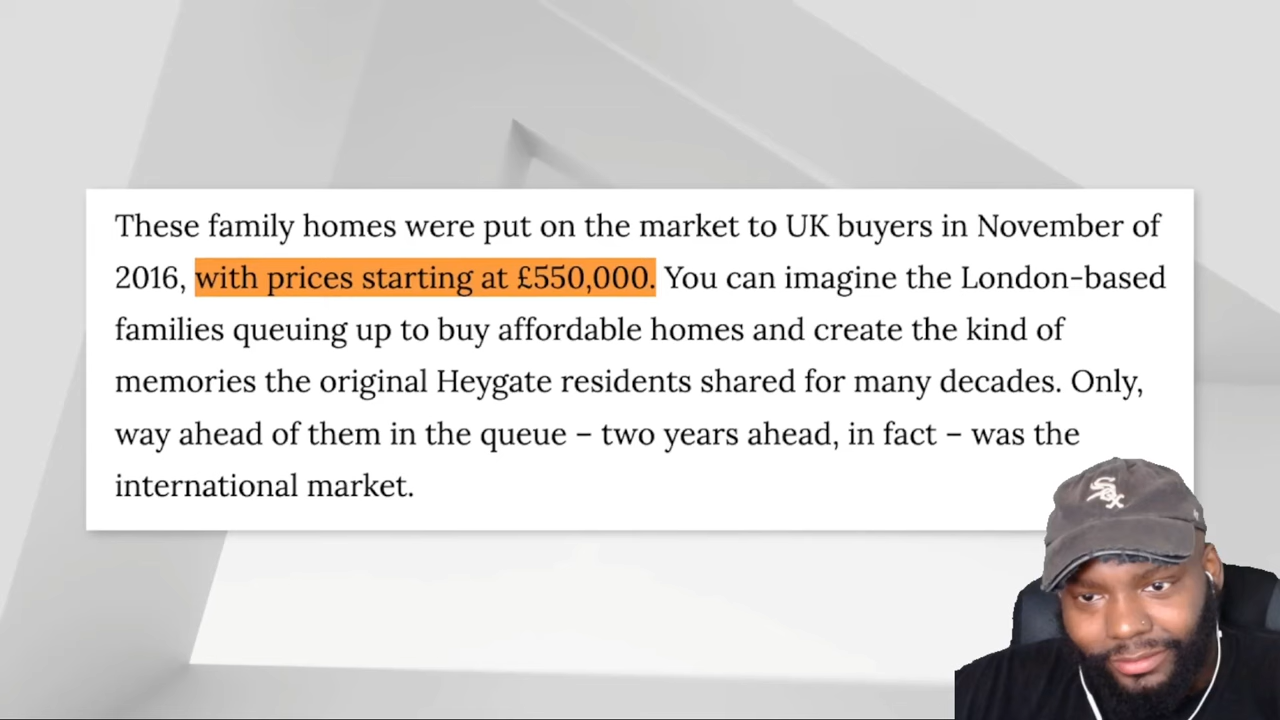 These family homes were put on the market to UK buyers in November of
2016, with prices starting at £550,000. You can imagine the London-based
families queuing up to buy affordable homes and create the kind of
memories the original Heygate residents shared for many decades. Only,
way ahead of them in the queue – two years ahead, in fact – was the
international market.
Sox